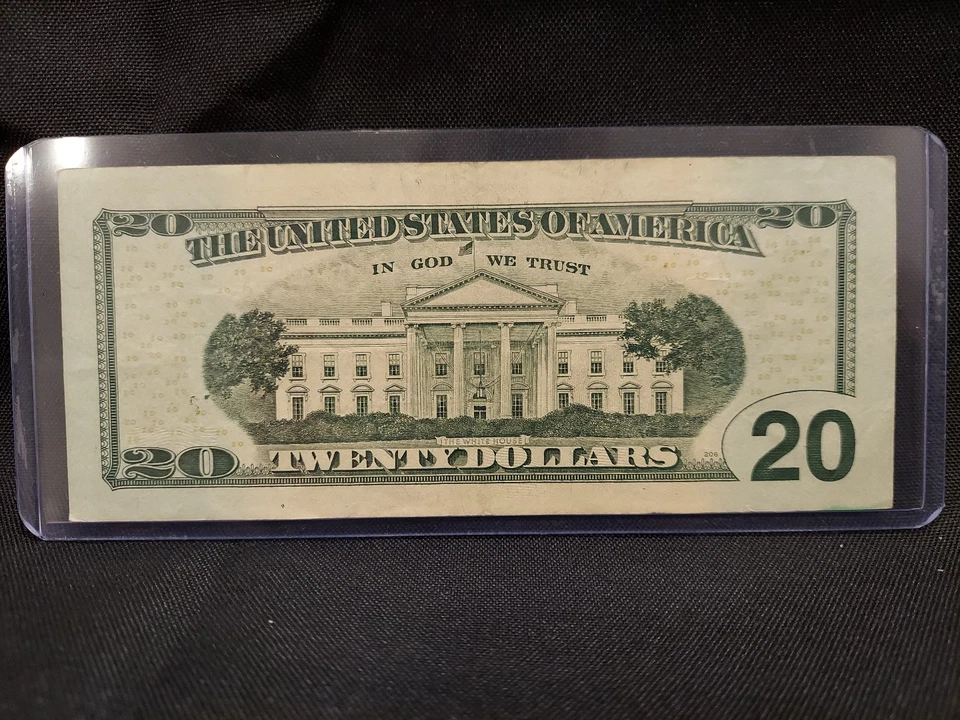 20 20
THE UNITED STATES OF AMERICA
IN GOD WE TRUST
THE WHITE HOUSE
20 TWENTY DOLLARS 20